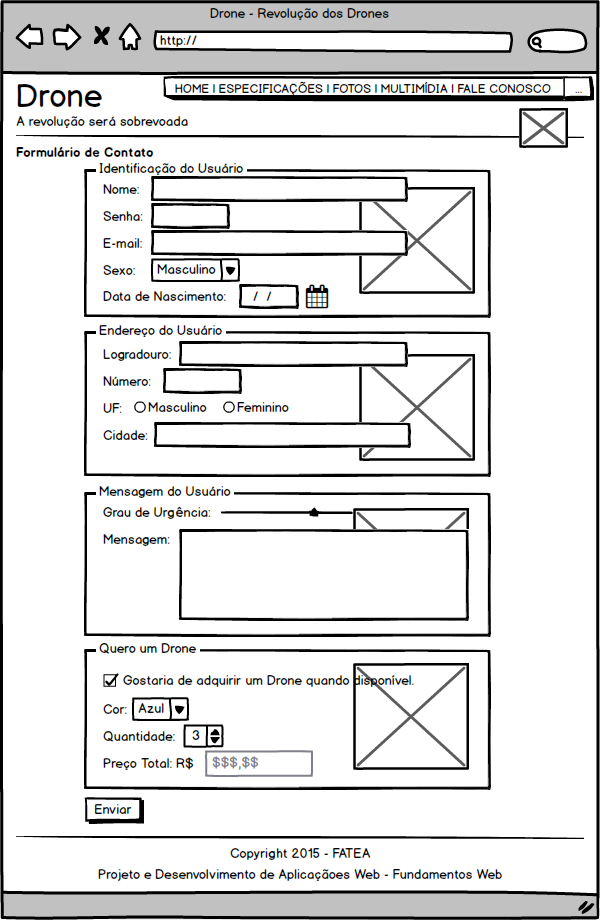 Drone - Revolução dos Drones
http://
HOME | ESPECIFICAÇÕES | FOTOS | MULTIMÍDIA | FALE CONOSCO ...
Drone
A revolução será sobrevoada
Formulário de Contato
Identificação do Usuário
Nome:
Senha:
E-mail:
Sexo: Masculino
Data de Nascimento: / /
Endereço do Usuário
Logradouro:
Número:
UF: Masculino Feminino
Cidade:
Mensagem do Usuário
Grau de Urgência:
Mensagem:
Quero um Drone
Gostaria de adquirir um Drone quando disponível.
Cor: Azul
Quantidade: 3
Preço Total: R$ $$$,$$
Enviar
Copyright 2015 - FATEA
Projeto e Desenvolvimento de Aplicaçãoes Web - Fundamentos Web